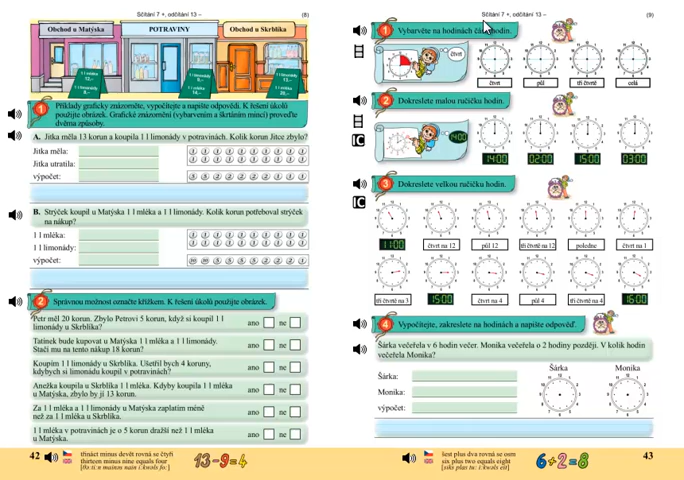 Sčítání 7 +, odčítání 13 –
(8)
Obchod u Matýska
POTRAVINY
Obchod u Skrblíka
1 Příklady graficky znázorněte, vypočítejte a napište odpovědi. K řešení úkolů
použijte obrázek. Grafické znázornění (vybarvením a škrtáním mincí) proveďte
dvěma způsoby.
A. Jitka měla 13 korun a koupila 1 l limonády v potravinách. Kolik korun Jitce zbylo?
Jitka měla:
Jitka utratila:
výpočet:
B. Strýček koupil u Matýska 1 l mléka a 1 l limonády. Kolik korun potřeboval strýček
na nákup?
1 l mléka:
1 l limonády:
výpočet:
2 Správnou možnost označte křížkem. K řešení úkolů použijte obrázek.
Petr měl 20 korun. Zbylo Petrovi 5 korun, když si koupil 1 l
limonády u Skrblíka?
ano ne
Tatínek bude kupovat u Matýska 1 l mléka a 1 l limonády.
Stačí mu na tento nákup 18 korun?
ano ne
Koupím 1 l limonády u Skrblíka. Ušetřil bych 4 koruny,
kdybych si limonádu koupil v potravinách?
ano ne
Anežka koupila u Skrblíka 1 l mléka. Kdyby koupila 1 l mléka
u Matýska, zbylo by jí 13 korun.
ano ne
Za 1 l mléka a 1 l limonády u Matýska zaplatím méně
než za 1 l mléka u Skrblíka.
ano ne
1 l mléka v potravinách je o 5 korun dražší než 1 l mléka
u Matýska.
ano ne
42
třináct minus devět rovná se čtyři
thirteen minus nine equals four
13-9=4
Sčítání 7 +, odčítání 13 –
(9)
1 Vybarvěte na hodinách části hodin.
čtvrt
čtvrt
půl
tři čtvrtě
celá
2 Dokreslete malou ručičku hodin.
14:00
14:00
02:00
15:00
03:00
3 Dokreslete velkou ručičku hodin.
11:00
čtvrt na 12
půl 12
tři čtvrtě na 12
poledne
čtvrt na 1
tři čtvrtě na 3
15:00
čtvrt na 4
půl 4
tři čtvrtě na 4
16:00
4 Vypočítejte, zakreslete na hodinách a napište odpověď.
Šárka večeřela v 6 hodin večer. Monika večeřela o 2 hodiny později. V kolik hodin
večeřela Monika?
Šárka:
Monika:
výpočet:
Šárka
Monika
šest plus dva rovná se osm
six plus two equals eight
6+2=8
43